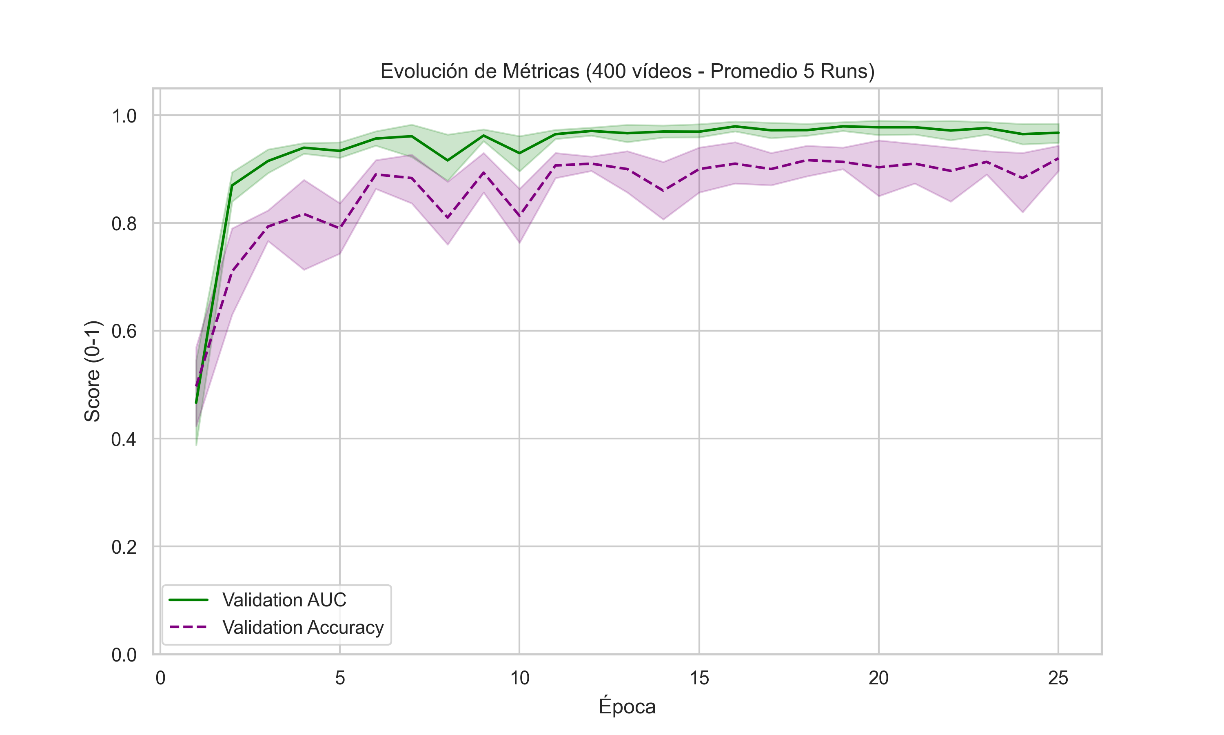 Evolución de Métricas (400 vídeos - Promedio 5 Runs)
1.0
0.8
0.6
0.4
0.2
0.0
Score (0-1)
Validation AUC
Validation Accuracy
0 5 10 15 20 25
Época